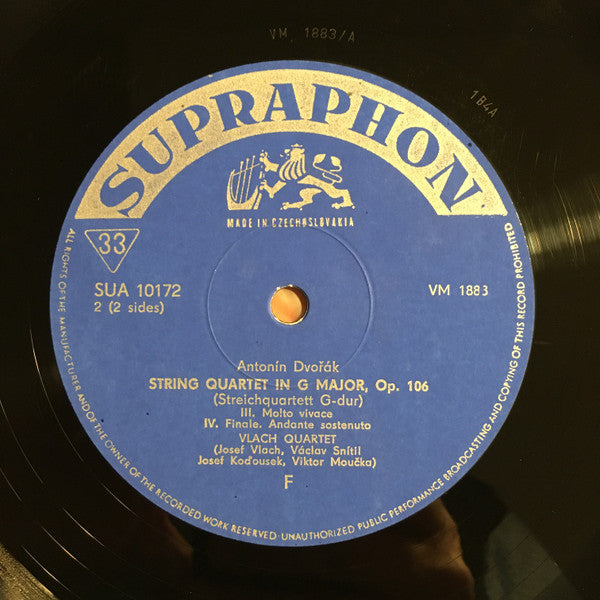 VM, 1883/A
1B4A
SUPRAPHON
MADE IN CZECHOSLOVAKIA
33
SUA 10172
2 (2 sides)
VM 1883
Antonín Dvořák
STRING QUARTET IN G MAJOR, Op. 106
(Streichquartett G-dur)
III. Molto vivace
IV. Finale. Andante sostenuto
VLACH QUARTET
(Josef Vlach, Václav Snítil
Josef Koďousek, Viktor Moučka)
F
ALL RIGHTS OF THE MANUFACTURER AND OF THE OWNER OF THE RECORDED WORK RESERVED·UNAUTHORIZED PUBLIC PERFORMANCE BROADCASTING AND COPYING OF THIS RECORD PROHIBITED